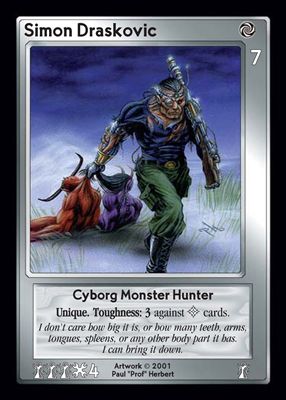 Simon Draskovic
7
Cyborg Monster Hunter
Unique. Toughness: 3 against cards.
I don't care how big it is, or how many teeth, arms,
tongues, spleens, or any other body part it has.
I can bring it down.
4
Artwork © 2001
Paul "Prof" Herbert